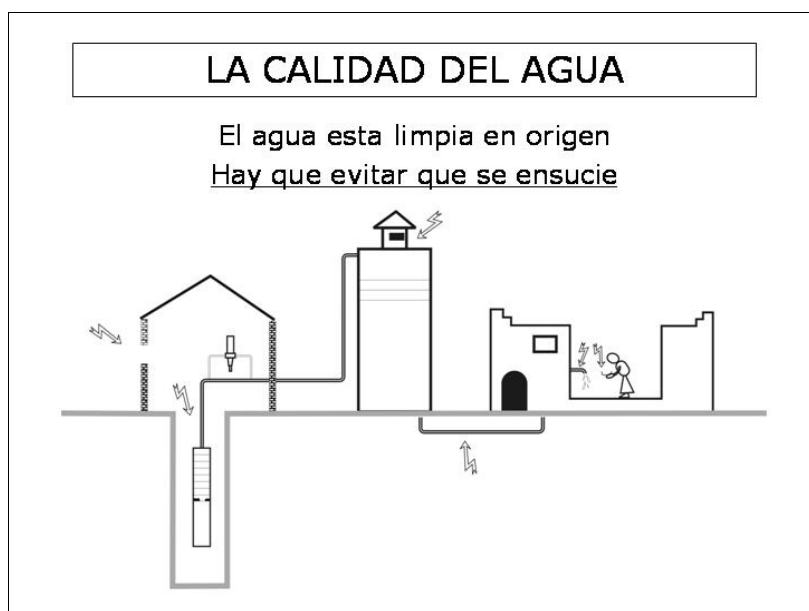 LA CALIDAD DEL AGUA
El agua esta limpia en origen
Hay que evitar que se ensucie